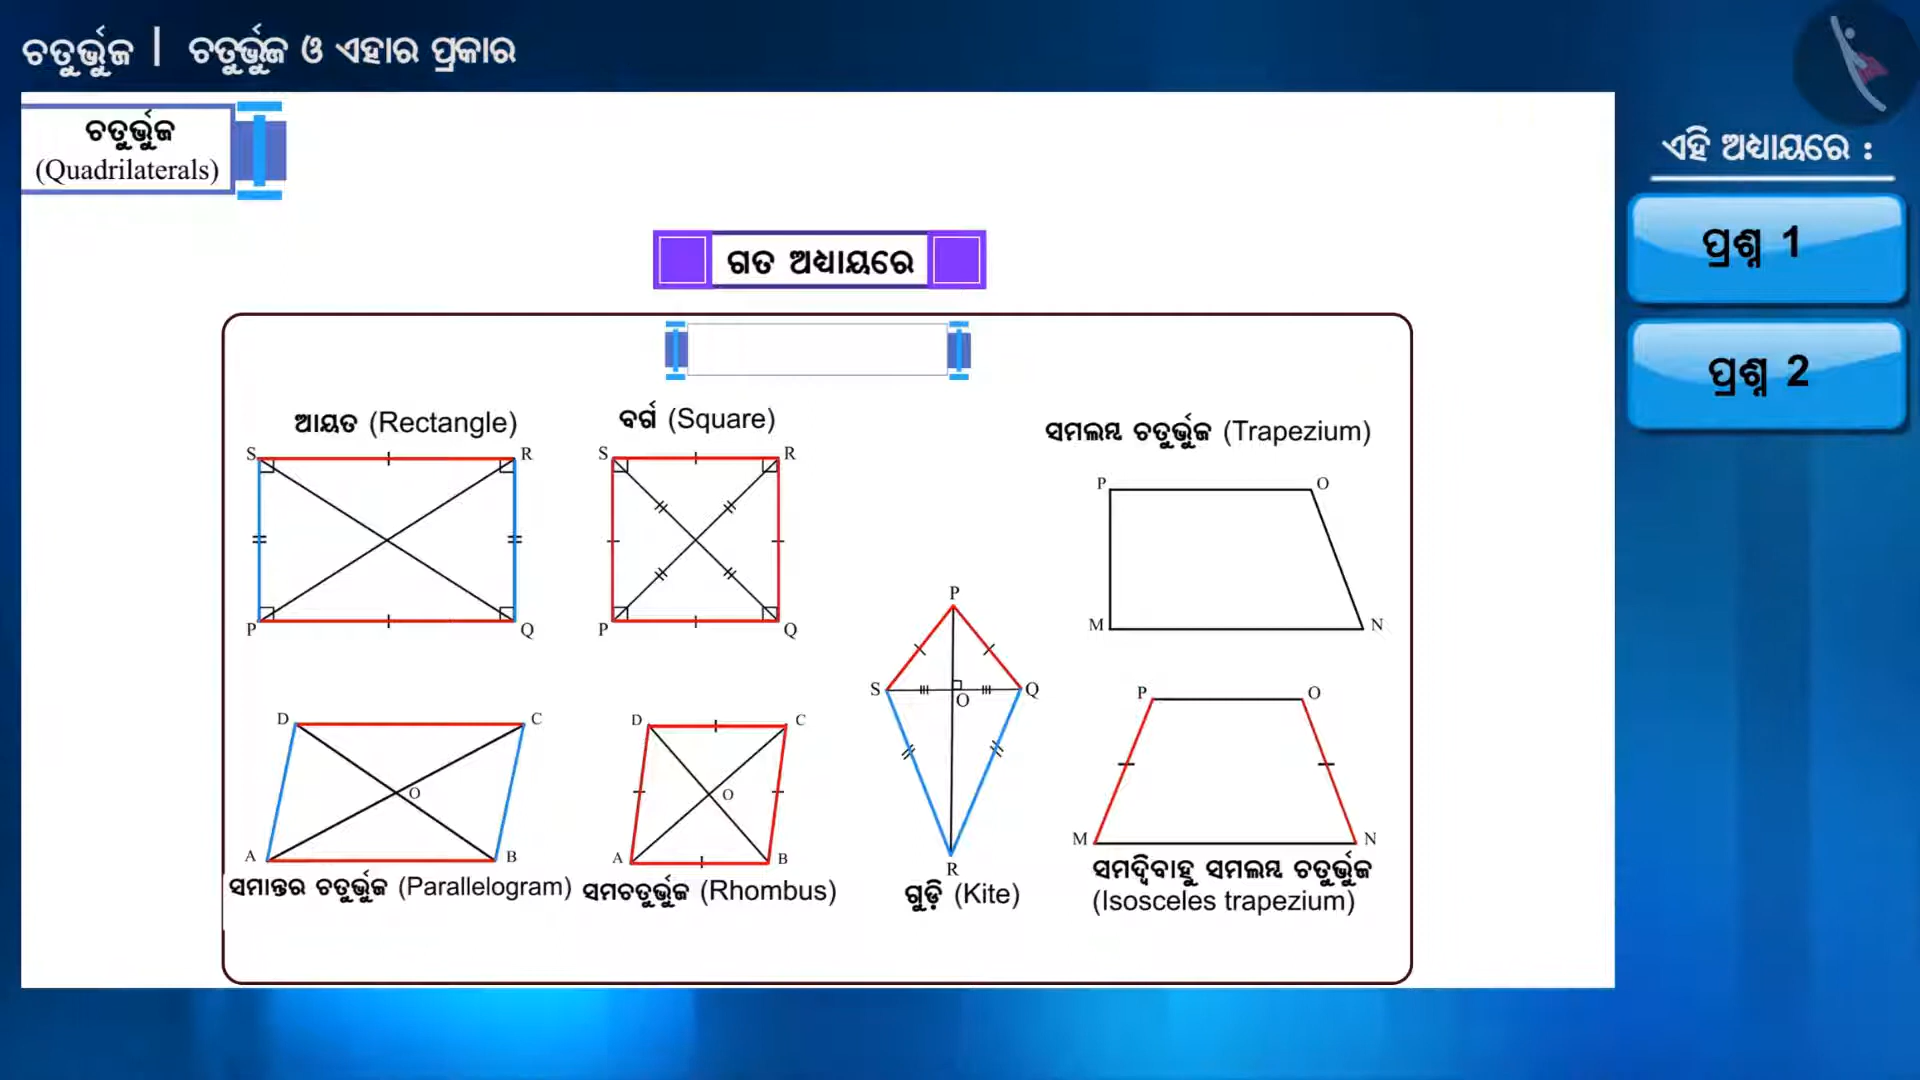 ଚତୁର୍ଭୁଜ | ଚତୁର୍ଭୁଜ ଓ ଏହାର ପ୍ରକାର
ଚତୁର୍ଭୁଜ
(Quadrilaterals)
ଏହି ଅଧ୍ୟାୟରେ :
ପ୍ରଶ୍ନ 1
ପ୍ରଶ୍ନ 2
ଗତ ଅଧ୍ୟାୟରେ
ଆୟତ (Rectangle)
S R
P Q
ବର୍ଗ (Square)
S R
P Q
ସମଲମ୍ବ ଚତୁର୍ଭୁଜ (Trapezium)
P O
M N
D C
O
A B
ସମାନ୍ତର ଚତୁର୍ଭୁଜ (Parallelogram)
D C
O
A B
ସମଚତୁର୍ଭୁଜ (Rhombus)
P
S Q
O
R
ଗୁଡ଼ି (Kite)
P O
M N
ସମଦ୍ୱିବାହୁ ସମଲମ୍ବ ଚତୁର୍ଭୁଜ
(Isosceles trapezium)